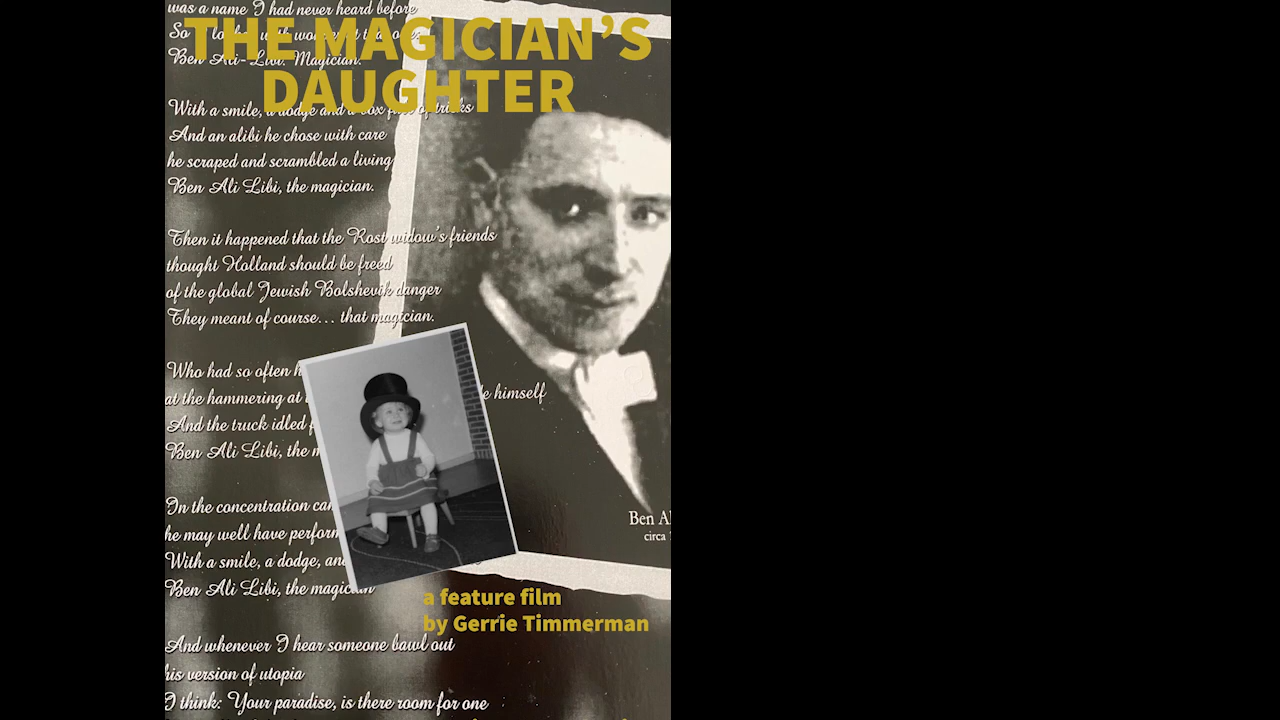 was a name I had never heard before
THE MAGICIAN'S
DAUGHTER
Ben Ali-Libi. Magician.
With a smile, a dodge and a box full of tricks
And an alibi he chose with care
he scraped and scrambled a living
Ben Ali Libi, the magician.
Then it happened that the Rost widow's friends
thought Holland should be freed
of the global Jewish Bolshevik danger
They meant of course... that magician.
Who had so often
at the hammering at himself
And the truck idled
Ben Ali Libi, the
In the concentration
he may well have
With a smile, a dodge,
Ben Ali Libi, the magician
Ben
circa
a feature film
by Gerrie Timmerman
And whenever I hear someone bawl out
his version of utopia
I think: Your paradise, is there room for one